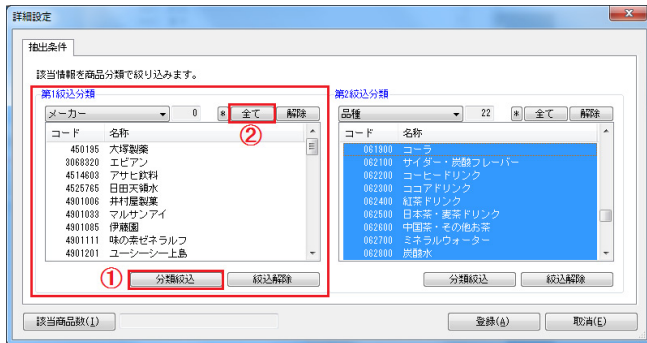 詳細設定
抽出条件
該当情報を商品分類で絞り込みます。
第1絞込分類
メーカー 0 * 全て 解除
②
コード 名称
450195 大塚製薬
3068320 エビアン
4514603 アサヒ飲料
4525765 日田天領水
4901006 井村屋製菓
4901033 マルサンアイ
4901085 伊藤園
4901111 味の素ゼネラルフ
4901201 ユーシーシー上島
① 分類絞込 絞込解除
第2絞込分類
品種 22 * 全て 解除
コード 名称
061900 コーラ
062100 サイダー・炭酸フレーバー
062200 コーヒードリンク
062300 ココアドリンク
062400 紅茶ドリンク
062500 日本茶・麦茶ドリンク
062600 中国茶・その他お茶
062700 ミネラルウォーター
062800 炭酸水
分類絞込 絞込解除
該当商品数(I)
登録(A) 取消(E)